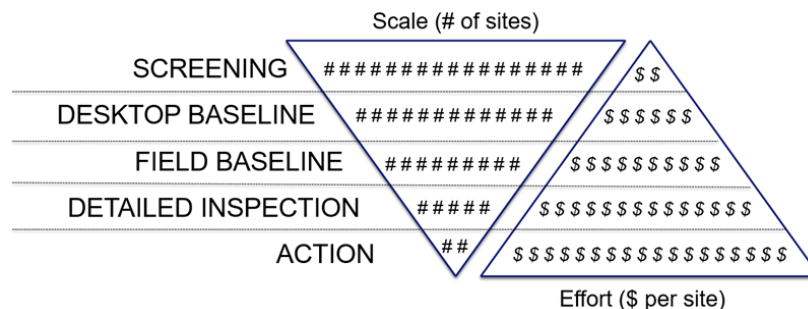 Scale (# of sites)
SCREENING # # # # # # # # # # # # # # # # # $ $
DESKTOP BASELINE # # # # # # # # # # # # # $ $ $ $ $ $
FIELD BASELINE # # # # # # # # # $ $ $ $ $ $ $ $ $ $
DETAILED INSPECTION # # # # # $ $ $ $ $ $ $ $ $ $ $ $ $ $
ACTION # # $ $ $ $ $ $ $ $ $ $ $ $ $ $ $ $ $ $
Effort ($ per site)